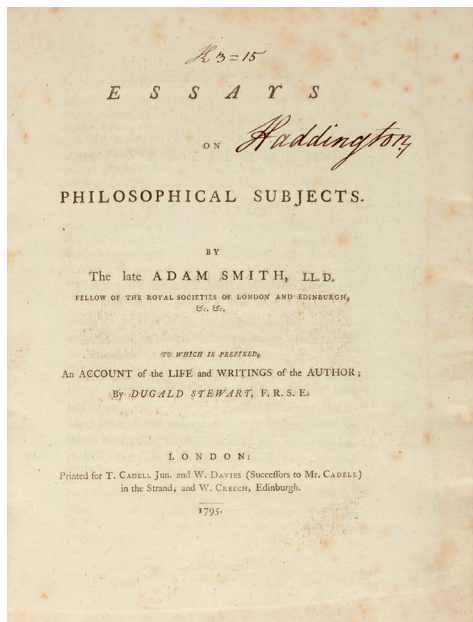 K 3=15
ESSAYS
ON Haddington
PHILOSOPHICAL SUBJECTS.
BY
The late ADAM SMITH, LL. D.
FELLOW OF THE ROYAL SOCIETIES OF LONDON AND EDINBURGH,
&c. &c.
TO WHICH IS PREFIXED,
An ACCOUNT of the LIFE and WRITINGS of the AUTHOR;
By DUGALD STEWART, F. R. S. E.
LONDON:
Printed for T. CADELL Jun. and W. DAVIES (Succeſſors to Mr. CADELL)
in the Strand; and W. CREECH, Edinburgh.
1795.